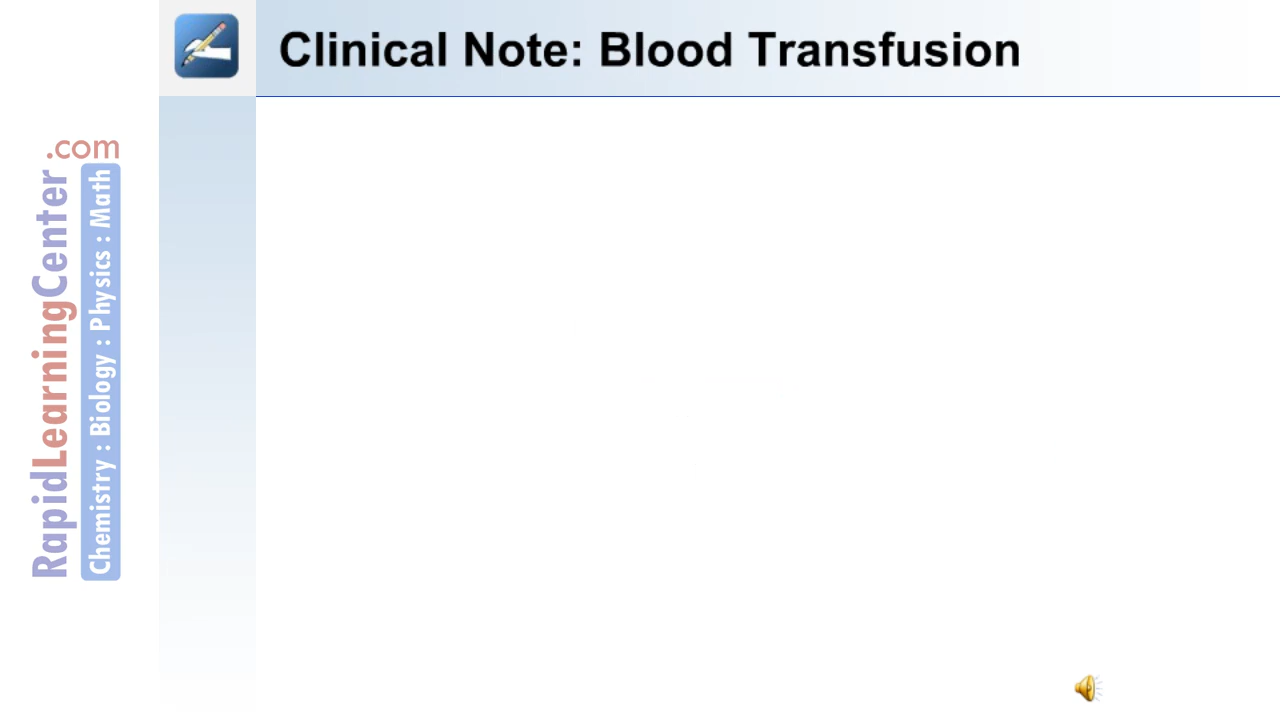 Clinical Note: Blood Transfusion
RapidLearningCenter.com
Chemistry : Biology : Physics : Math